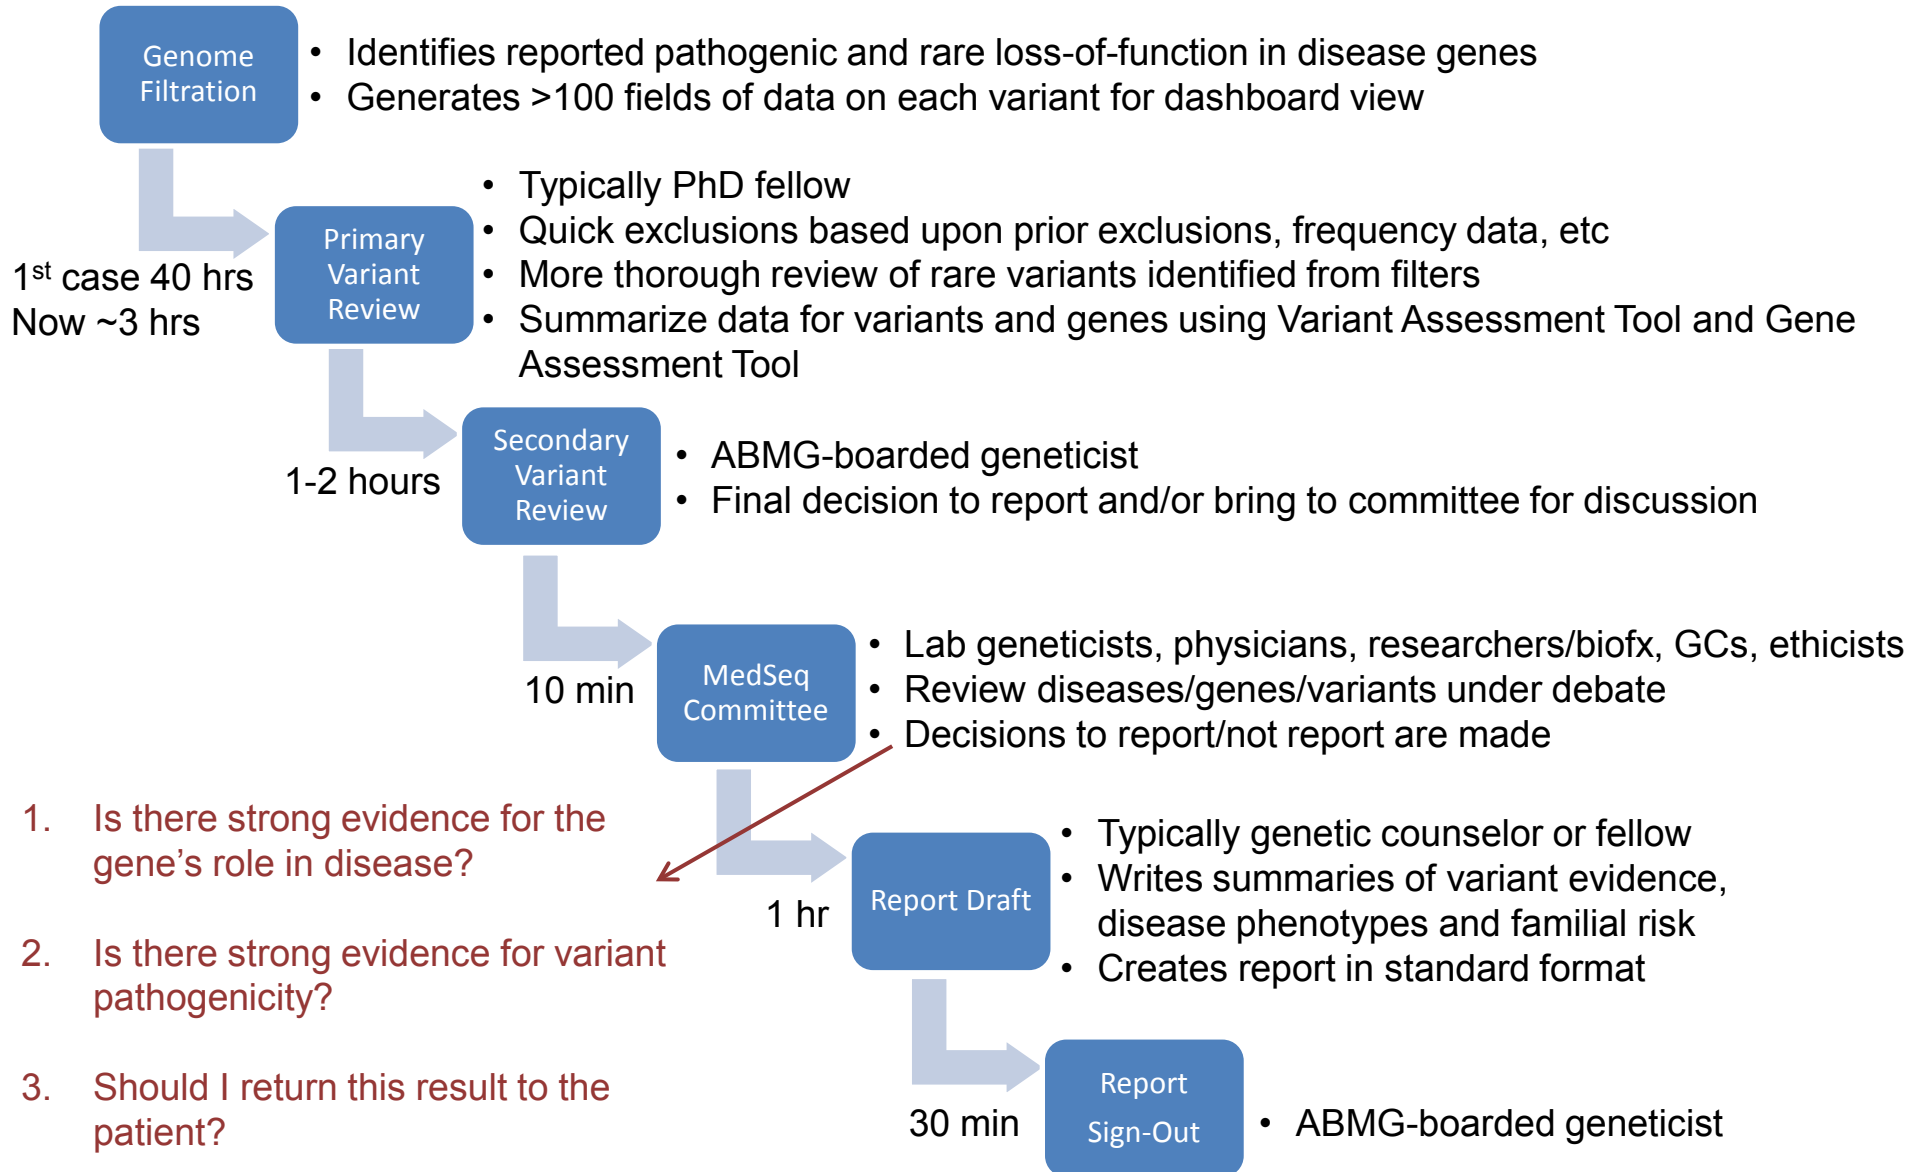 Genome
Filtration
• Identifies reported pathogenic and rare loss-of-function in disease genes
• Generates >100 fields of data on each variant for dashboard view
1st case 40 hrs
Now ~3 hrs
Primary
Variant
Review
• Typically PhD fellow
• Quick exclusions based upon prior exclusions, frequency data, etc
• More thorough review of rare variants identified from filters
• Summarize data for variants and genes using Variant Assessment Tool and Gene
Assessment Tool
1-2 hours
Secondary
Variant
Review
• ABMG-boarded geneticist
• Final decision to report and/or bring to committee for discussion
10 min
MedSeq
Committee
• Lab geneticists, physicians, researchers/biofx, GCs, ethicists
• Review diseases/genes/variants under debate
• Decisions to report/not report are made
1. Is there strong evidence for the
gene's role in disease?
2. Is there strong evidence for variant
pathogenicity?
3. Should I return this result to the
patient?
1 hr
Report Draft
• Typically genetic counselor or fellow
• Writes summaries of variant evidence,
disease phenotypes and familial risk
• Creates report in standard format
30 min
Report
Sign-Out
• ABMG-boarded geneticist